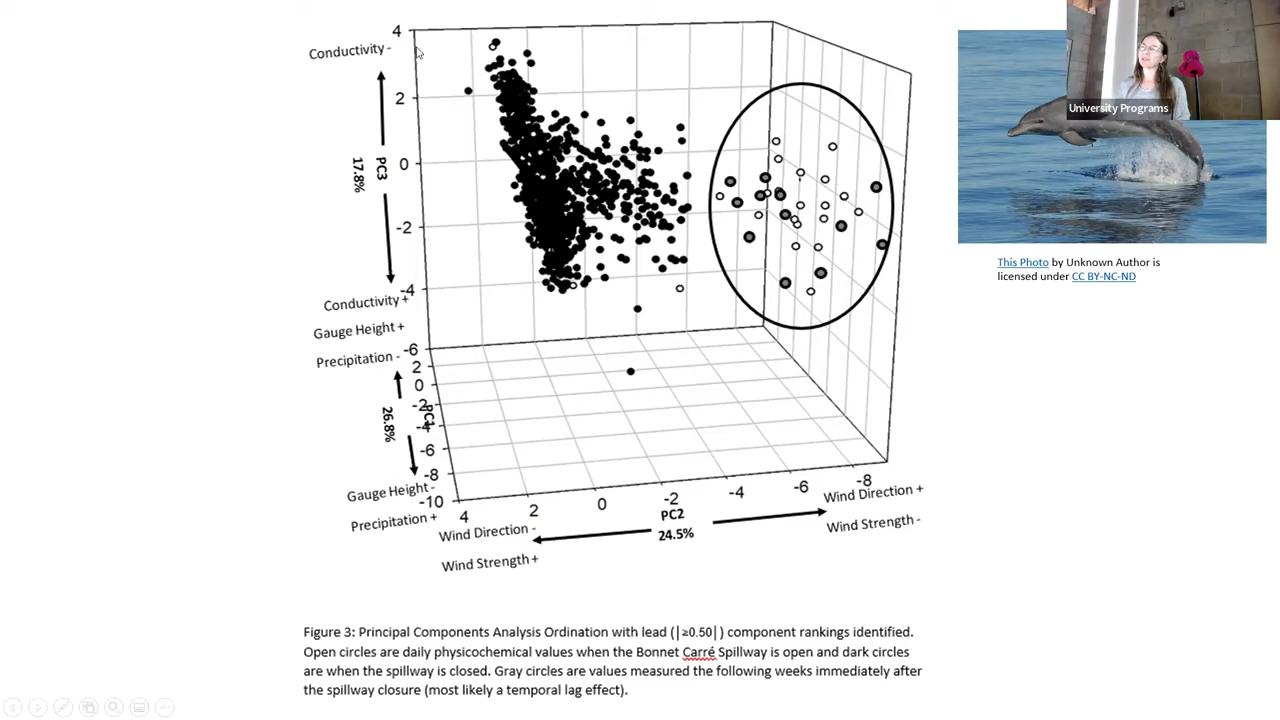 4
Conductivity -
2
PC3
17.8%
0
-2
-4
Conductivity +
Gauge Height +
Precipitation -
-6
2
0
-2
PC1
26.8%
-4
-6
-8
Gauge Height -
-10
Precipitation +
4
2
0
-2
-4
-6
-8
PC2
24.5%
Wind Direction -
Wind Strength +
Wind Direction +
Wind Strength -
University Programs
This Photo by Unknown Author is
licensed under CC BY-NC-ND
Figure 3: Principal Components Analysis Ordination with lead (|≥0.50|) component rankings identified.
Open circles are daily physicochemical values when the Bonnet Carré Spillway is open and dark circles
are when the spillway is closed. Gray circles are values measured the following weeks immediately after
the spillway closure (most likely a temporal lag effect).